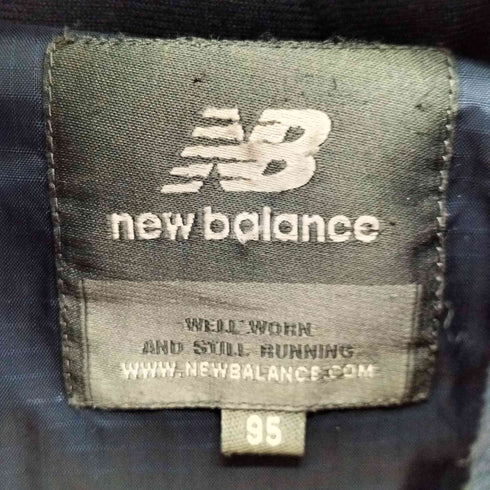 NB
new balance
WELL WORN
AND STILL RUNNING
WWW.NEWBALANCE.COM
95